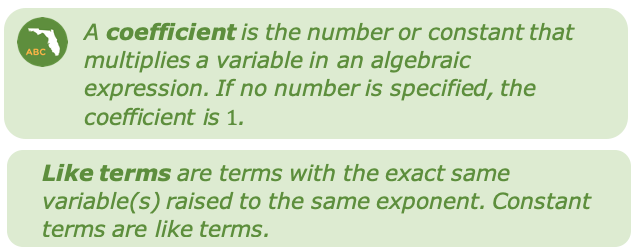 A coefficient is the number or constant that
ABC
multiplies a variable in an algebraic
expression. If no number is specified, the
coefficient is 1.
Like terms are terms with the exact same
variable(s) raised to the same exponent. Constant
terms are like terms.